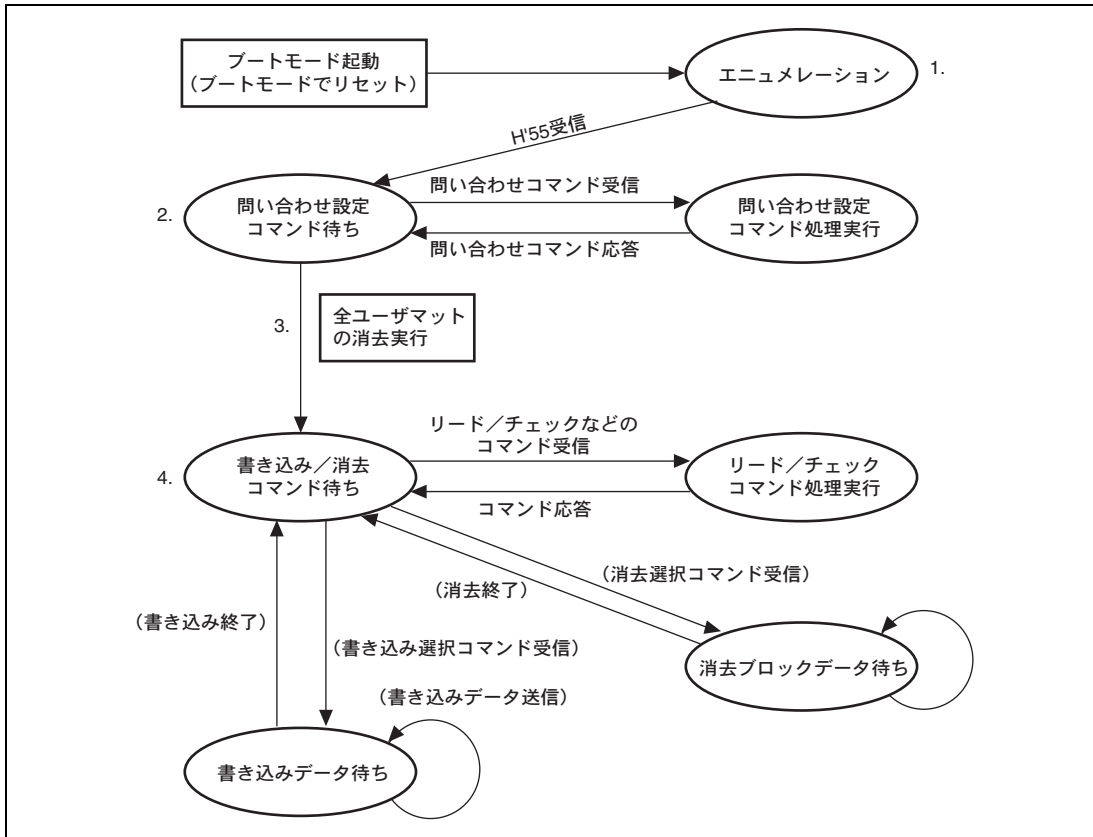 ブートモード起動
（ブートモードでリセット）
エニュメレーション
1.
H'55受信
2.
問い合わせ設定
コマンド待ち
問い合わせコマンド受信
問い合わせコマンド応答
問い合わせ設定
コマンド処理実行
3.
全ユーザマット
の消去実行
4.
書き込み／消去
コマンド待ち
リード／チェックなどの
コマンド受信
コマンド応答
リード／チェック
コマンド処理実行
（消去選択コマンド受信）
（消去終了）
（書き込み終了）
（書き込み選択コマンド受信）
消去ブロックデータ待ち
（書き込みデータ送信）
書き込みデータ待ち